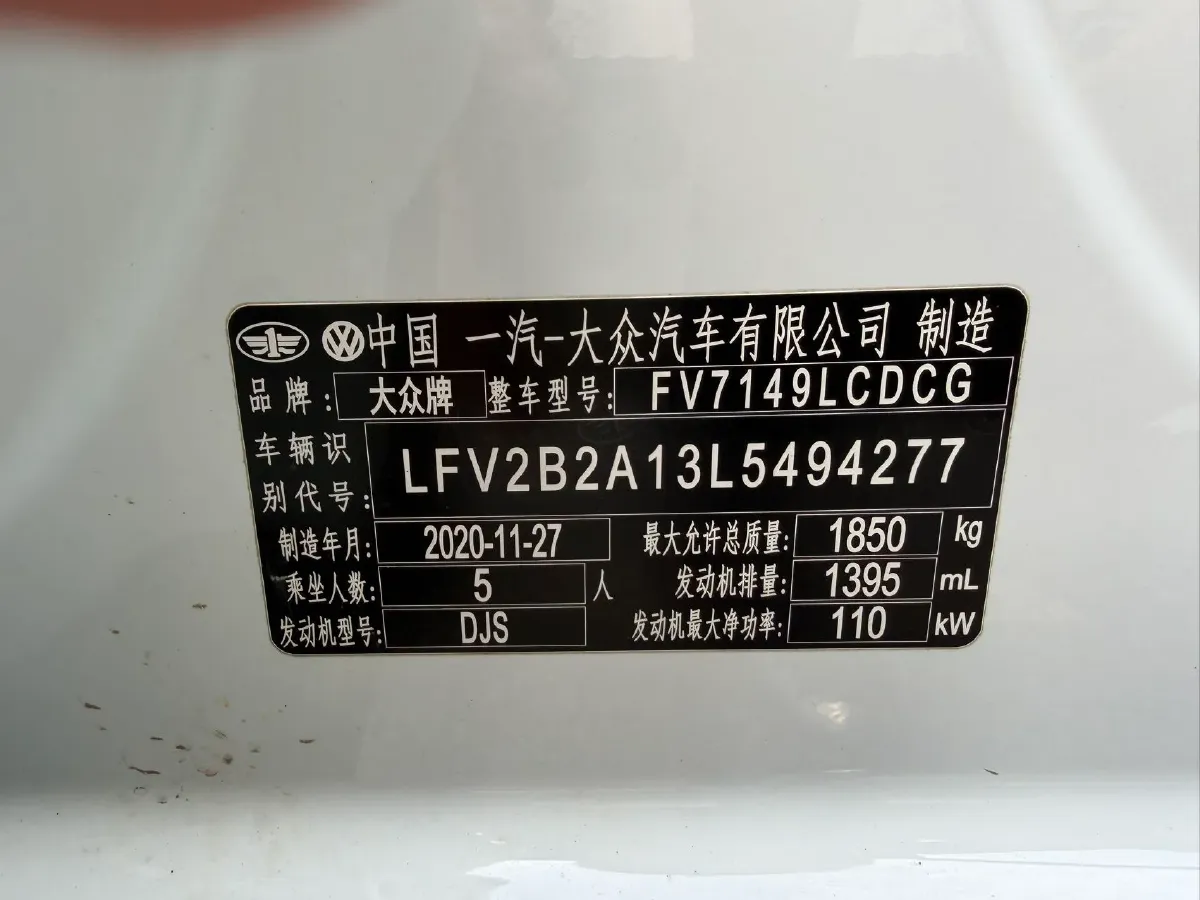 中国 一汽-大众汽车有限公司 制造
品牌: 大众牌 整车型号: FV7149LCDCG
车辆识别代号: LFV2B2A13L5494277
制造年月: 2020-11-27 最大允许总质量: 1850 kg
乘坐人数: 5 人 发动机排量: 1395 mL
发动机型号: DJS 发动机最大净功率: 110 kW